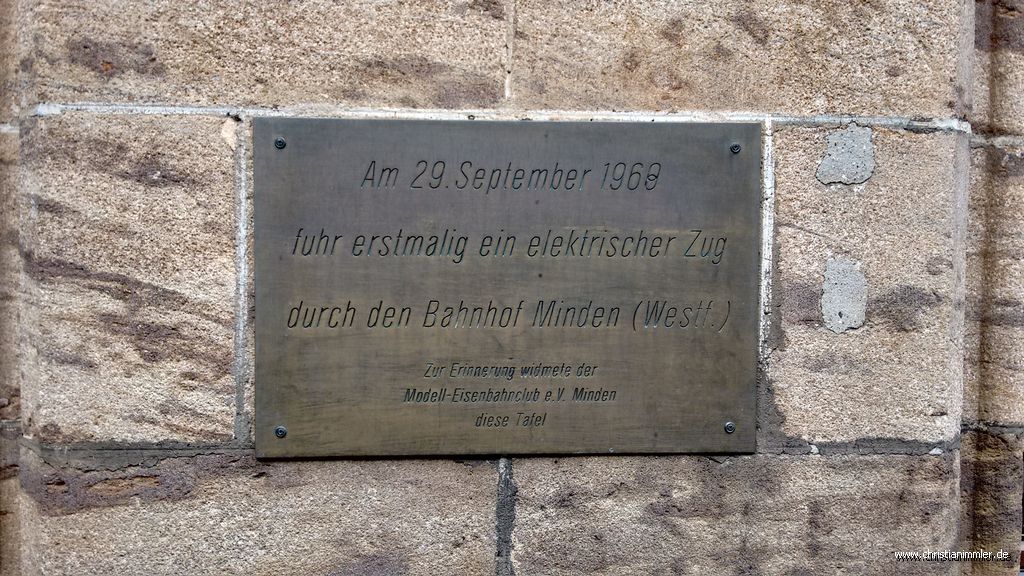 Am 29. September 1968
fuhr erstmalig ein elektrischer Zug
durch den Bahnhof Minden (Westf.)
Zur Erinnerung widmete der
Modell-Eisenbahnclub e.V. Minden
diese Tafel
www.christianimmler.de